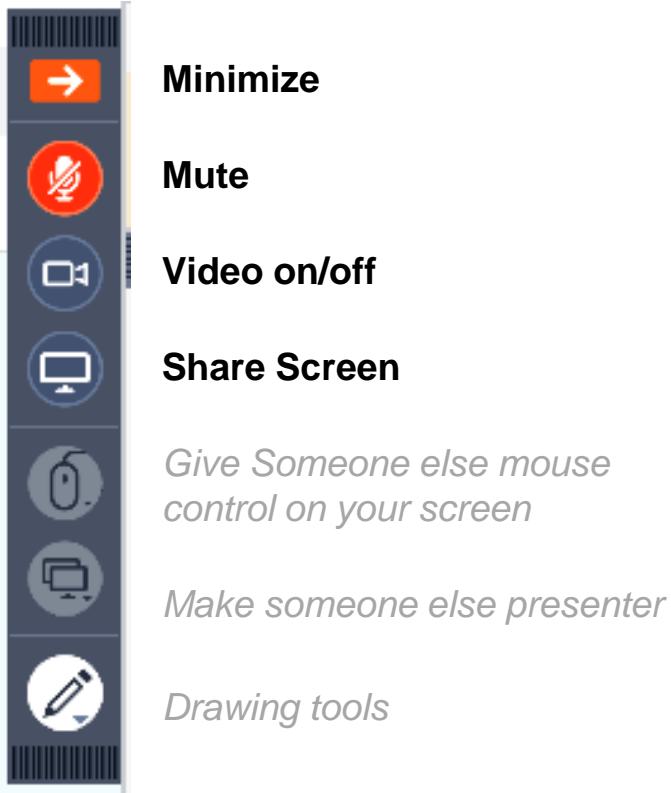 Minimize
Mute
Video on/off
Share Screen
Give Someone else mouse
control on your screen
Make someone else presenter
Drawing tools